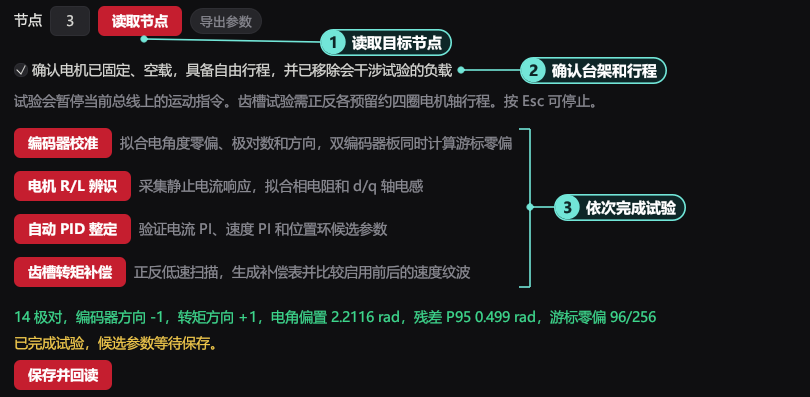 节点 3 读取节点 导出参数
1 读取目标节点
确认电机已固定、空载，具备自由行程，并已移除会干涉试验的负载 2 确认台架和行程
试验会暂停当前总线上的运动指令。齿槽试验需正反各预留约四圈电机轴行程。按 Esc 可停止。
编码器校准 拟合电角度零偏、极对数和方向，双编码器板同时计算游标零偏
电机 R/L 辨识 采集静止电流响应，拟合相电阻和 d/q 轴电感
3 依次完成试验
自动 PID 整定 验证电流 PI、速度 PI 和位置环候选参数
齿槽转矩补偿 正反低速扫描，生成补偿表并比较启用前后的速度纹波
14 极对，编码器方向 -1，转矩方向 +1，电角偏置 2.2116 rad，残差 P95 0.499 rad，游标零偏 96/256
已完成试验，候选参数等待保存。
保存并回读